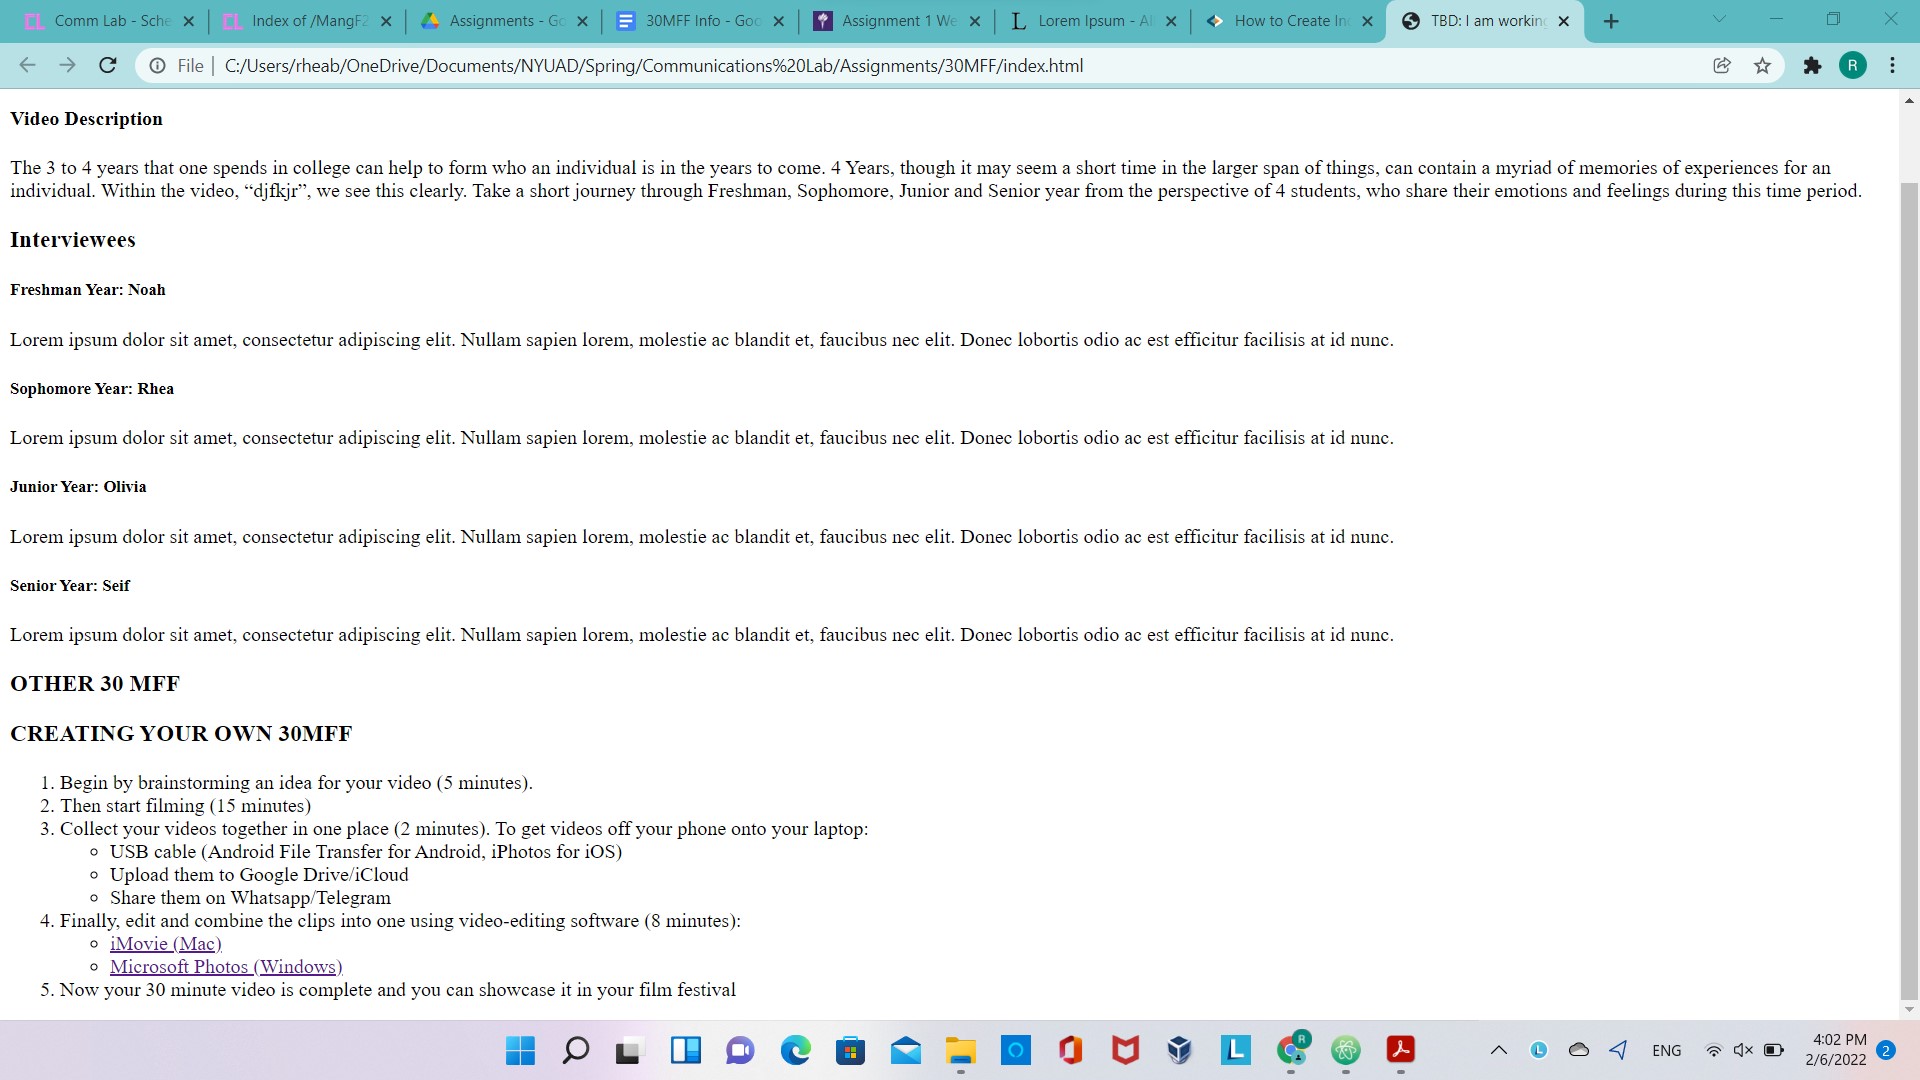 Comm Lab - Sche
Index of /MangF2
Assignments - Go
30MFF Info - Goo
Assignment 1 We
Lorem Ipsum - All
How to Create In
TBD: I am working
File
C:/Users/rheab/OneDrive/Documents/NYUAD/Spring/Communications%20Lab/Assignments/30MFF/index.html
R
Video Description
The 3 to 4 years that one spends in college can help to form who an individual is in the years to come. 4 Years, though it may seem a short time in the larger span of things, can contain a myriad of memories of experiences for an
individual. Within the video, “djfkjr”, we see this clearly. Take a short journey through Freshman, Sophomore, Junior and Senior year from the perspective of 4 students, who share their emotions and feelings during this time period.
Interviewees
Freshman Year: Noah
Lorem ipsum dolor sit amet, consectetur adipiscing elit. Nullam sapien lorem, molestie ac blandit et, faucibus nec elit. Donec lobortis odio ac est efficitur facilisis at id nunc.
Sophomore Year: Rhea
Lorem ipsum dolor sit amet, consectetur adipiscing elit. Nullam sapien lorem, molestie ac blandit et, faucibus nec elit. Donec lobortis odio ac est efficitur facilisis at id nunc.
Junior Year: Olivia
Lorem ipsum dolor sit amet, consectetur adipiscing elit. Nullam sapien lorem, molestie ac blandit et, faucibus nec elit. Donec lobortis odio ac est efficitur facilisis at id nunc.
Senior Year: Seif
Lorem ipsum dolor sit amet, consectetur adipiscing elit. Nullam sapien lorem, molestie ac blandit et, faucibus nec elit. Donec lobortis odio ac est efficitur facilisis at id nunc.
OTHER 30 MFF
CREATING YOUR OWN 30MFF
1. Begin by brainstorming an idea for your video (5 minutes).
2. Then start filming (15 minutes)
3. Collect your videos together in one place (2 minutes). To get videos off your phone onto your laptop:
USB cable (Android File Transfer for Android, iPhotos for iOS)
Upload them to Google Drive/iCloud
Share them on Whatsapp/Telegram
4. Finally, edit and combine the clips into one using video-editing software (8 minutes):
iMovie (Mac)
Microsoft Photos (Windows)
5. Now your 30 minute video is complete and you can showcase it in your film festival
ENG
4:02 PM
2/6/2022
2